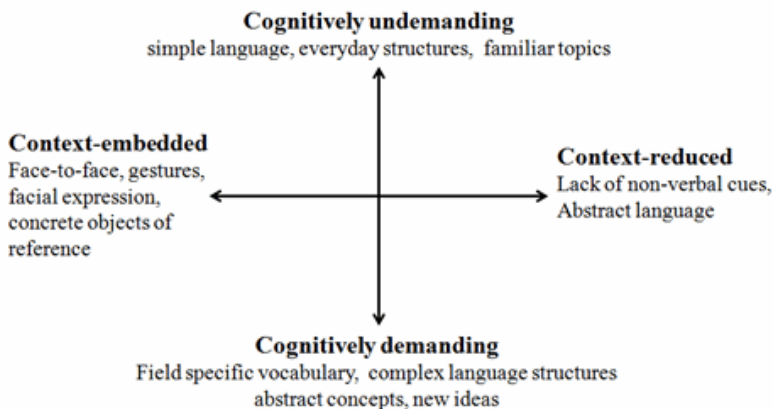 Cognitively undemanding
simple language, everyday structures, familiar topics
Context-embedded
Face-to-face, gestures,
facial expression,
concrete objects of
reference
Context-reduced
Lack of non-verbal cues,
Abstract language
Cognitively demanding
Field specific vocabulary, complex language structures
abstract concepts, new ideas